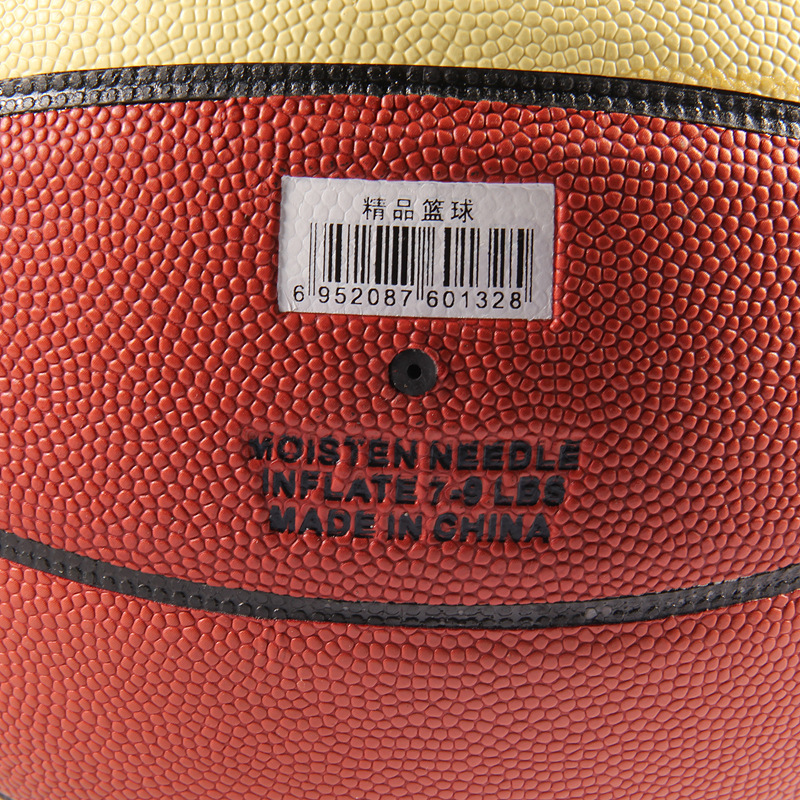 精品篮球
6 952087 601328
MOISTEN NEEDLE
INFLATE 7-9 LBS
MADE IN CHINA